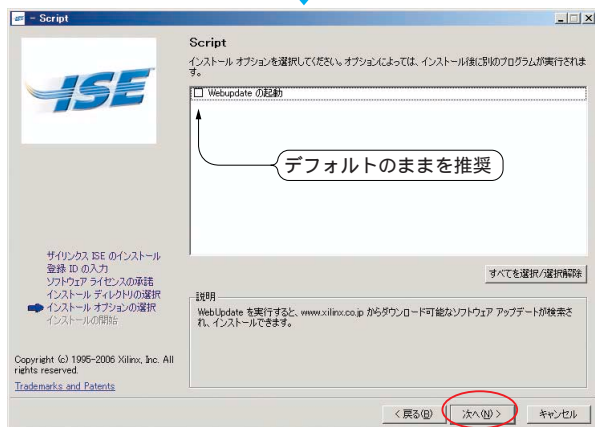 - Script
ISE
Script
インストール オプションを選択してください。オプションによっては、インストール後に別のプログラムが実行されま
す。
Webupdate の起動
デフォルトのままを推奨
すべてを選択/選択解除
ザイリンクス ISE のインストール
登録 ID の入力
ソフトウェア ライセンスの承諾
インストール ディレクトリの選択
インストール オプションの選択
インストールの開始
説明
WebUpdate を実行すると、www.xilinx.co.jp からダウンロード可能なソフトウェア アップデートが検索さ
れ、インストールできます。
Copyright (c) 1995-2006 Xilinx, Inc. All
rights reserved.
Trademarks and Patents
< 戻る(B)
次へ(N) >
キャンセル